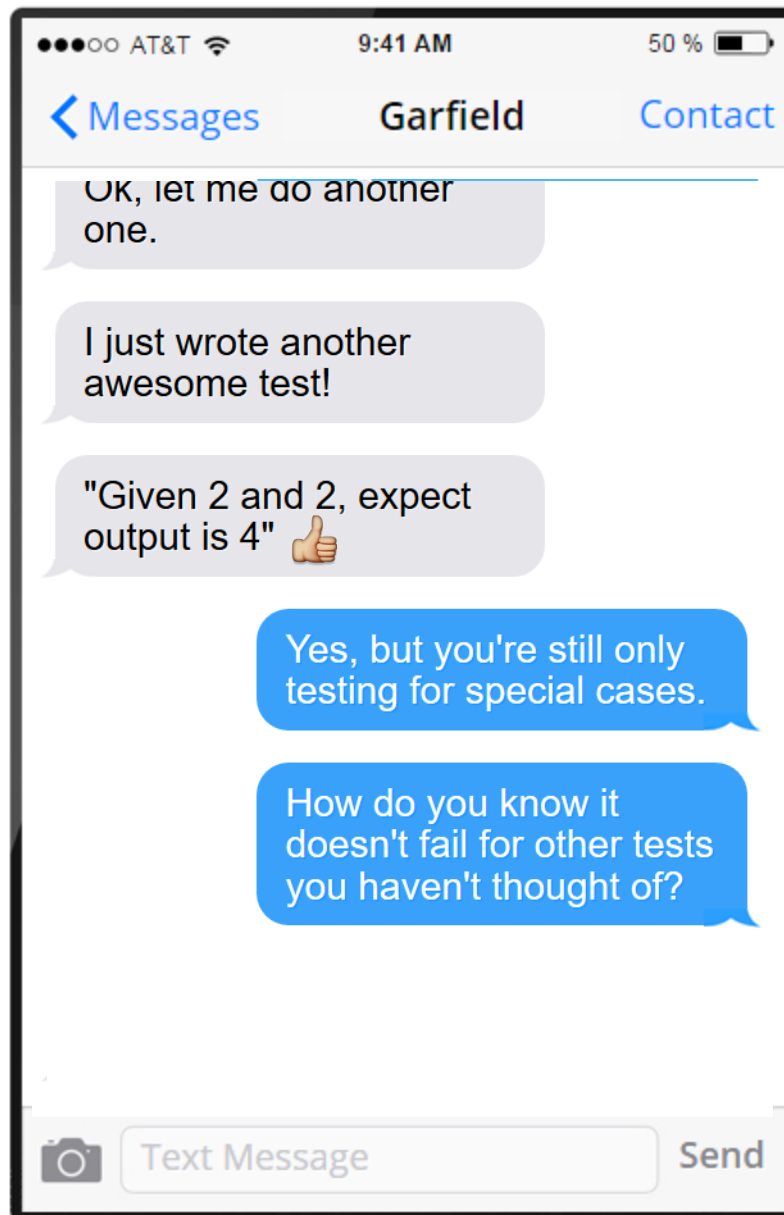 AT&T 9:41 AM 50 %
Messages Garfield Contact
Ok, let me do another
one.
I just wrote another
awesome test!
"Given 2 and 2, expect
output is 4" 👍
Yes, but you're still only
testing for special cases.
How do you know it
doesn't fail for other tests
you haven't thought of?
Text Message Send